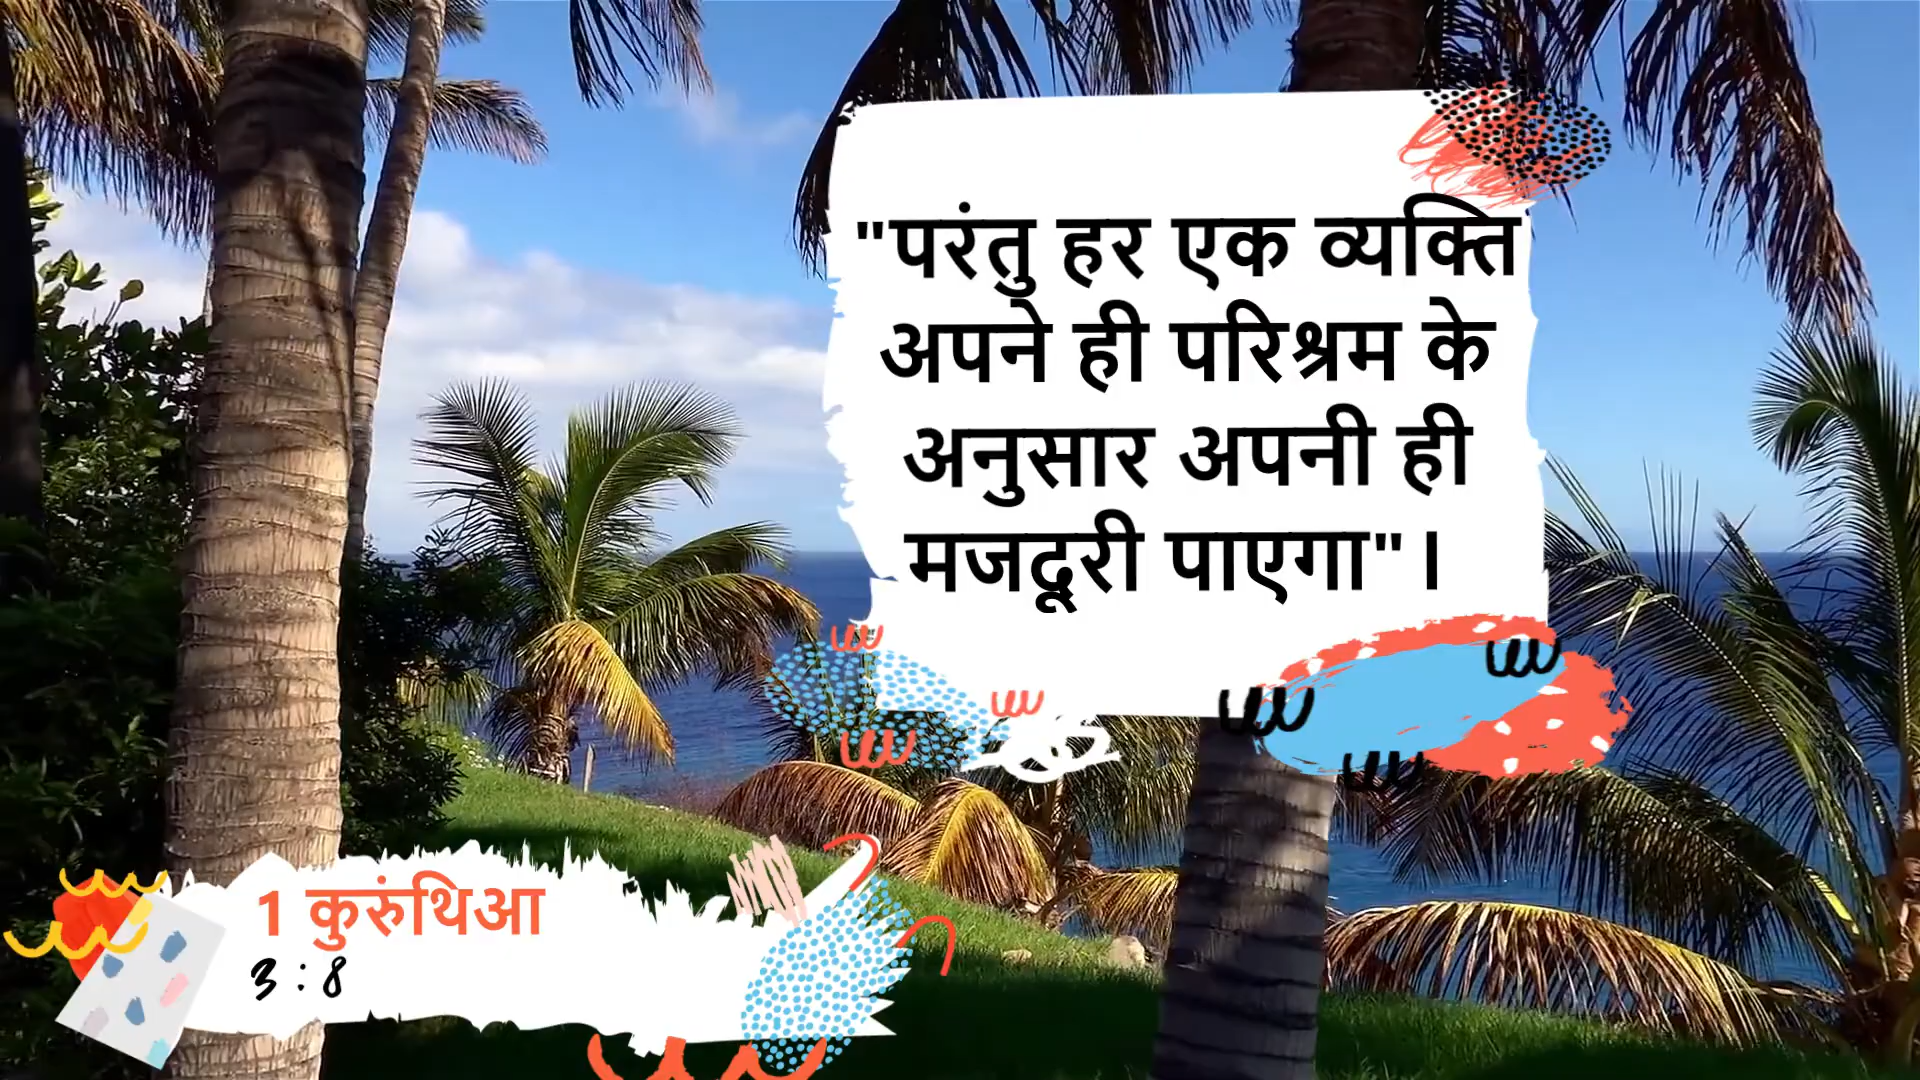 "परंतु हर एक व्यक्ति
अपने ही परिश्रम के
अनुसार अपनी ही
मजदूरी पाएगा"।
1 कुरुंथिआ
3 : 8